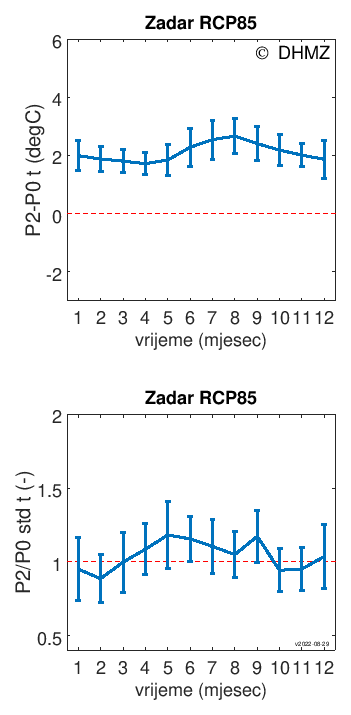 Zadar RCP85
© DHMZ
6
4
2
0
-2
P2-P0 t (degC)
1 2 3 4 5 6 7 8 9 10 11 12
vrijeme (mjesec)
Zadar RCP85
2
1.5
1
0.5
P2/P0 std t (-)
v2022-08-29
1 2 3 4 5 6 7 8 9 10 11 12
vrijeme (mjesec)